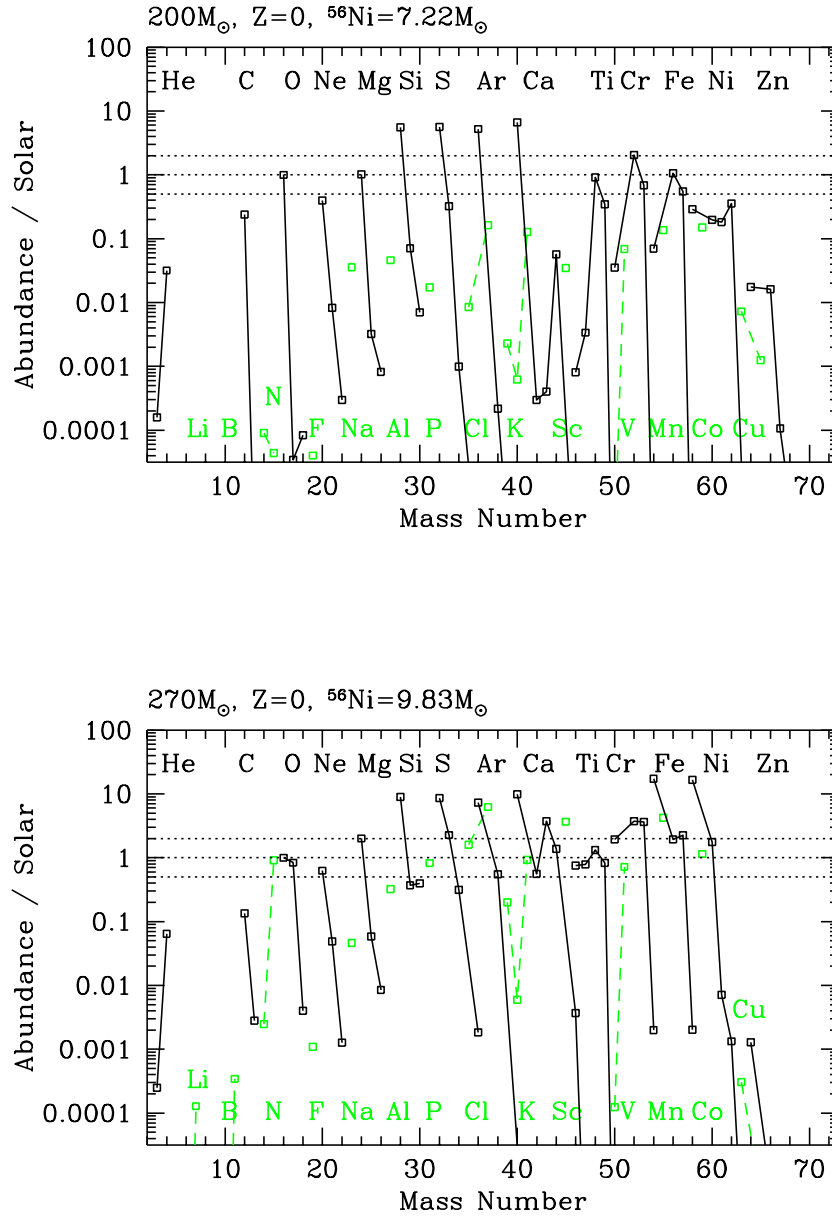 200M☉, Z=0, ⁵⁶Ni=7.22M☉
100
He C O Ne Mg Si S Ar Ca Ti Cr Fe Ni Zn
10
1
0.1
0.01
0.001
N
0.0001
Li B F Na Al P Cl K Sc V Mn Co Cu
Abundance / Solar
10 20 30 40 50 60 70
Mass Number
270M☉, Z=0, ⁵⁶Ni=9.83M☉
100
He C O Ne Mg Si S Ar Ca Ti Cr Fe Ni Zn
10
1
0.1
0.01
Cu
0.001
Li
0.0001
B N F Na Al P Cl K Sc V Mn Co
Abundance / Solar
10 20 30 40 50 60 70
Mass Number